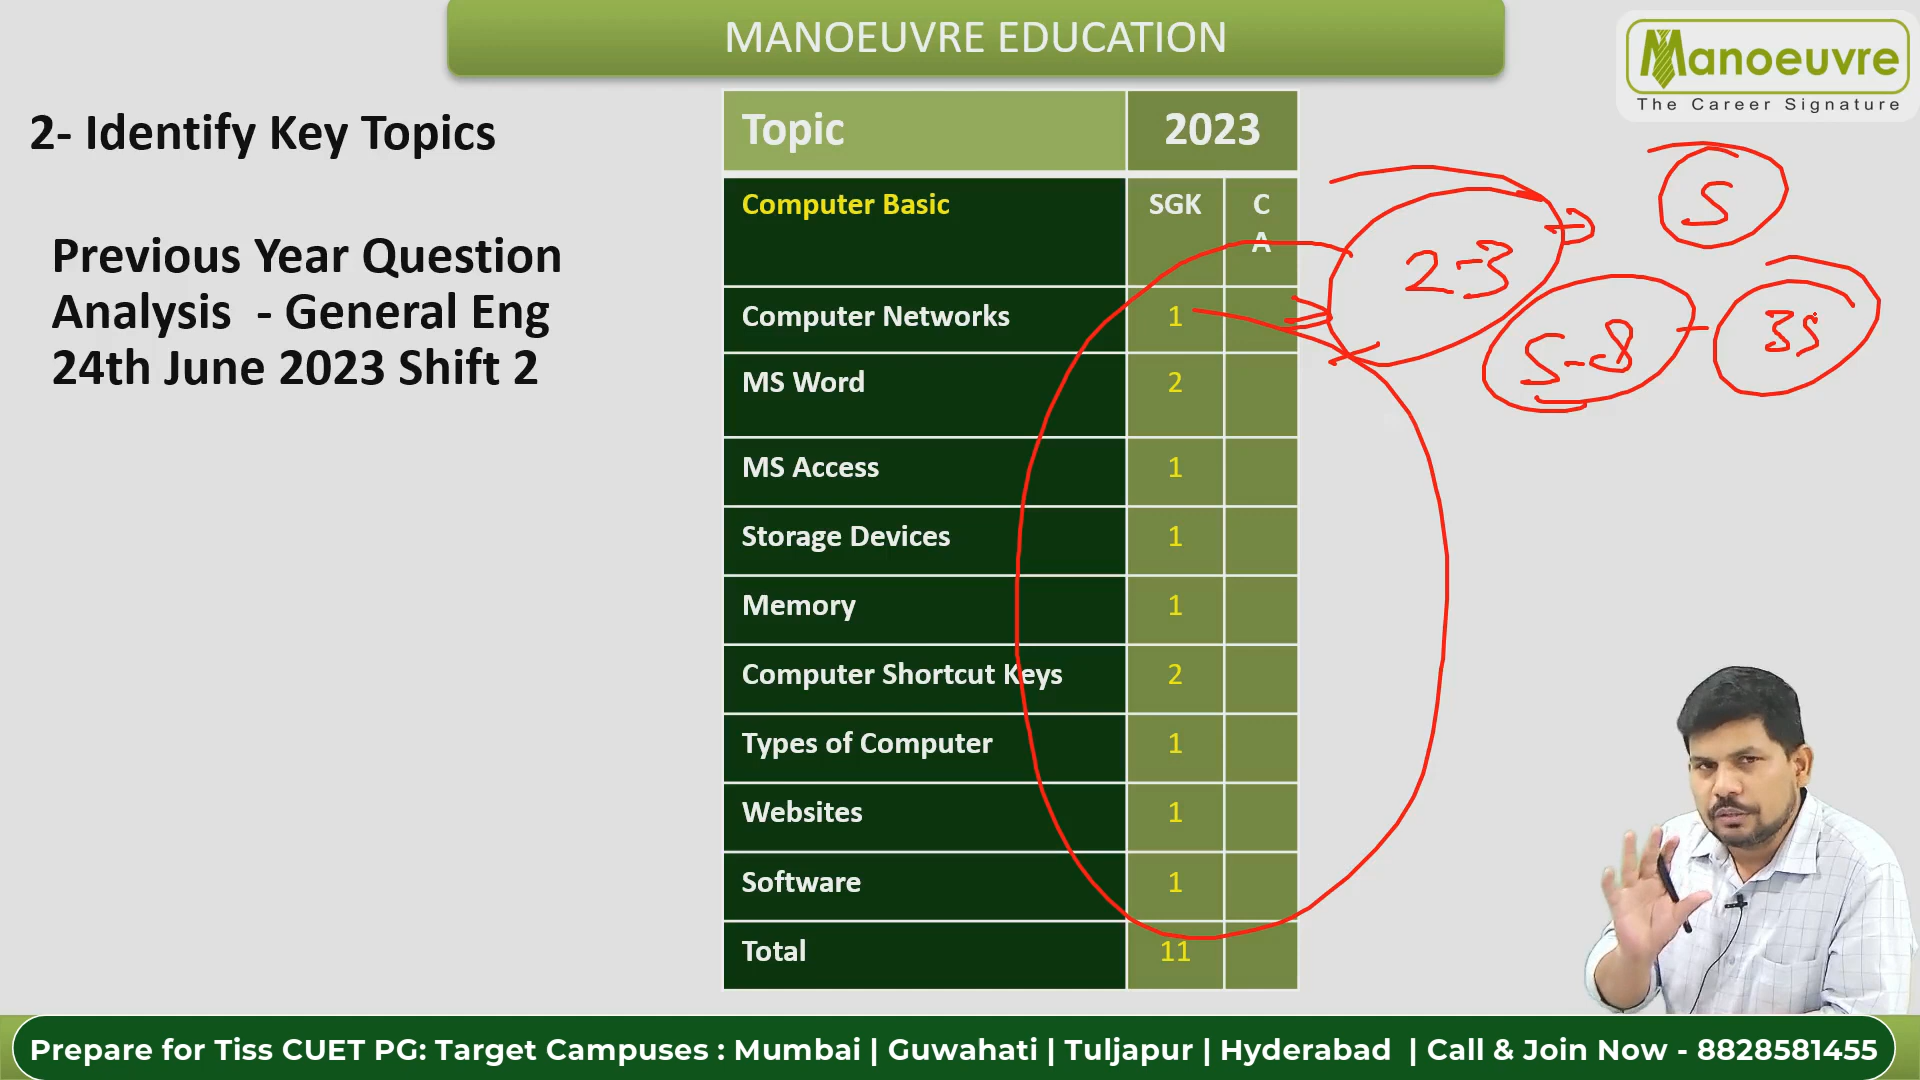 MANOEUVRE EDUCATION
Manoeuvre
The Career Signature
2- Identify Key Topics
Previous Year Question
Analysis - General Eng
24th June 2023 Shift 2
Topic 2023
Computer Basic SGK C
A
Computer Networks 1
MS Word 2
MS Access 1
Storage Devices 1
Memory 1
Computer Shortcut Keys 2
Types of Computer 1
Websites 1
Software 1
Total 11
5
2-3
5-8 - 35
Prepare for Tiss CUET PG: Target Campuses : Mumbai | Guwahati | Tuljapur | Hyderabad | Call & Join Now - 8828581455